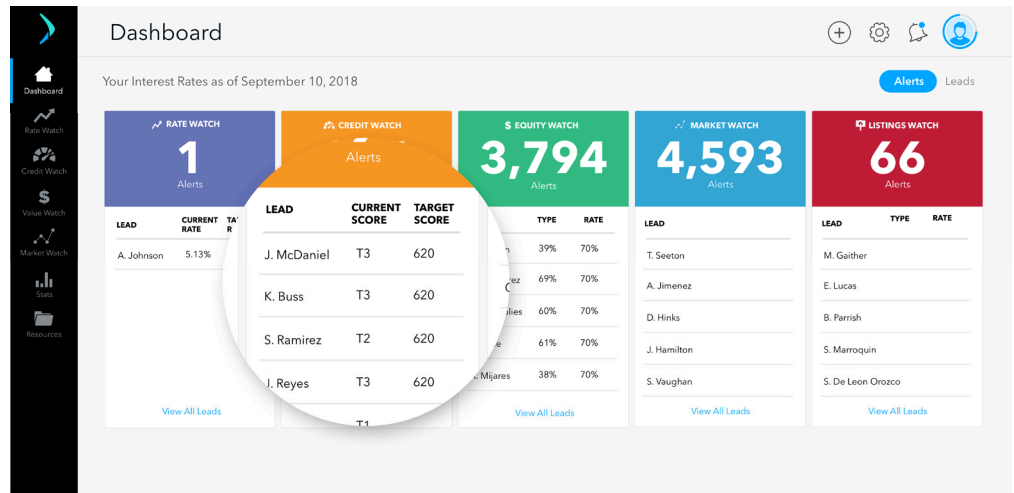 Dashboard
Your Interest Rates as of September 10, 2018
Alerts
Leads
Dashboard
Rate Watch
Credit Watch
Value Watch
Market Watch
Stats
Resources
RATE WATCH
1
Alerts
LEAD CURRENT RATE
A. Johnson 5.13%
View All Leads
CREDIT WATCH
Alerts
LEAD CURRENT SCORE TARGET SCORE
J. McDaniel T3 620
K. Buss T3 620
S. Ramirez T2 620
J. Reyes T3 620
T1
$ EQUITY WATCH
3,794
Alerts
TYPE RATE
39% 70%
69% 70%
60% 70%
61% 70%
Mijares 38% 70%
View All Leads
MARKET WATCH
4,593
Alerts
LEAD
T. Seeton
A. Jimenez
D. Hinks
J. Hamilton
S. Vaughan
View All Leads
LISTINGS WATCH
66
Alerts
LEAD TYPE RATE
M. Gaither
E. Lucas
B. Parrish
S. Marroquin
S. De Leon Orozco
View All Leads